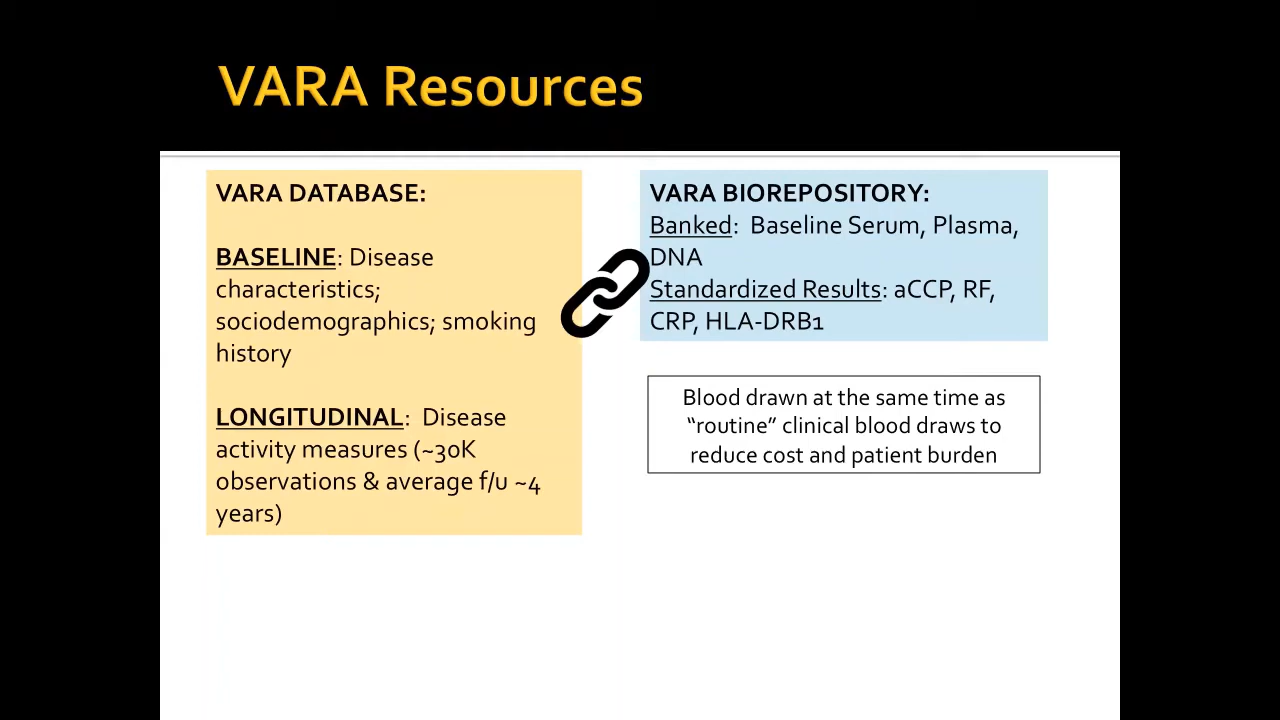 VARA Resources
VARA DATABASE:
BASELINE: Disease
characteristics;
sociodemographics; smoking
history
LONGITUDINAL:  Disease
activity measures (~30K
observations & average f/u ~4
years)
VARA BIOREPOSITORY:
Banked:  Baseline Serum, Plasma,
DNA
Standardized Results: aCCP, RF,
CRP, HLA-DRB1
Blood drawn at the same time as
“routine” clinical blood draws to
reduce cost and patient burden